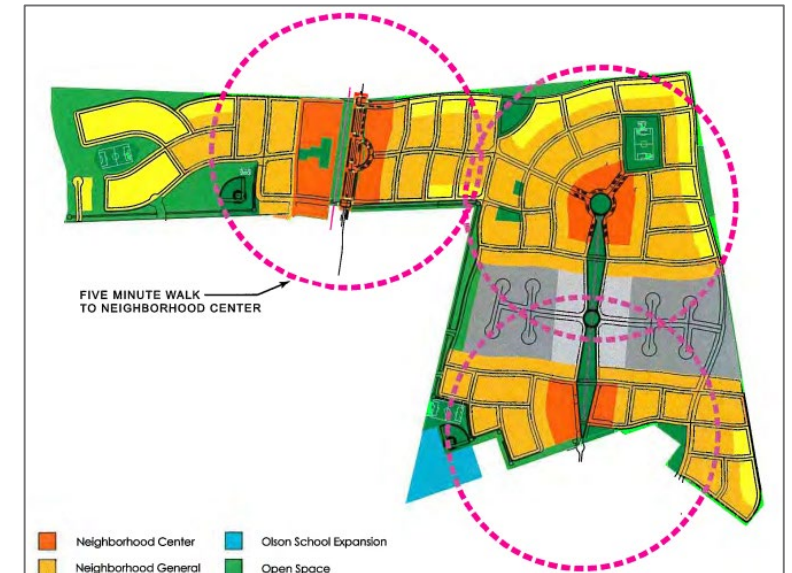 FIVE MINUTE WALK
TO NEIGHBORHOOD CENTER
Neighborhood Center
Olson School Expansion
Neighborhood General
Open Space